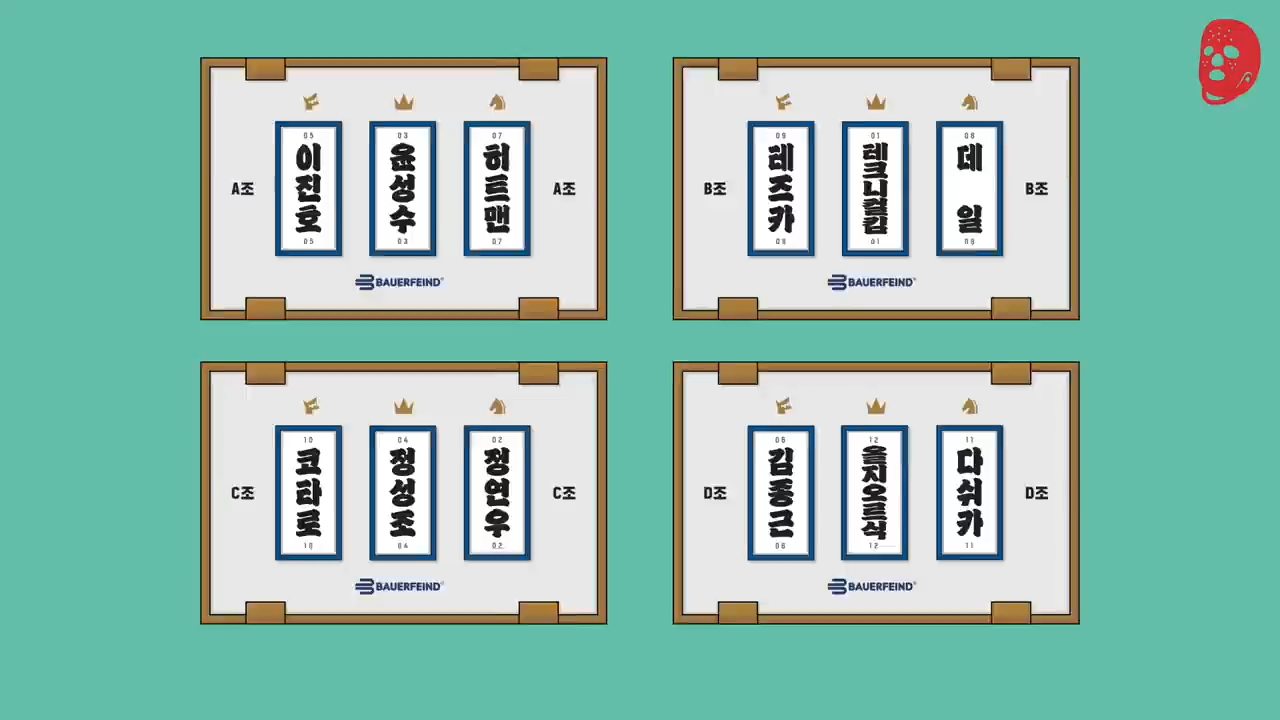 A조
05
이진호
05
03
윤성수
03
07
히트맨
07
A조
BAUERFEIND®
B조
09
테즈카
08
01
테크니컬킴
01
08
데일
09
B조
BAUERFEIND®
C조
10
코타로
10
04
정성조
04
02
정연우
02
C조
BAUERFEIND®
D조
06
김종근
06
12
을지오르식
12
11
다쉬카
11
D조
BAUERFEIND®